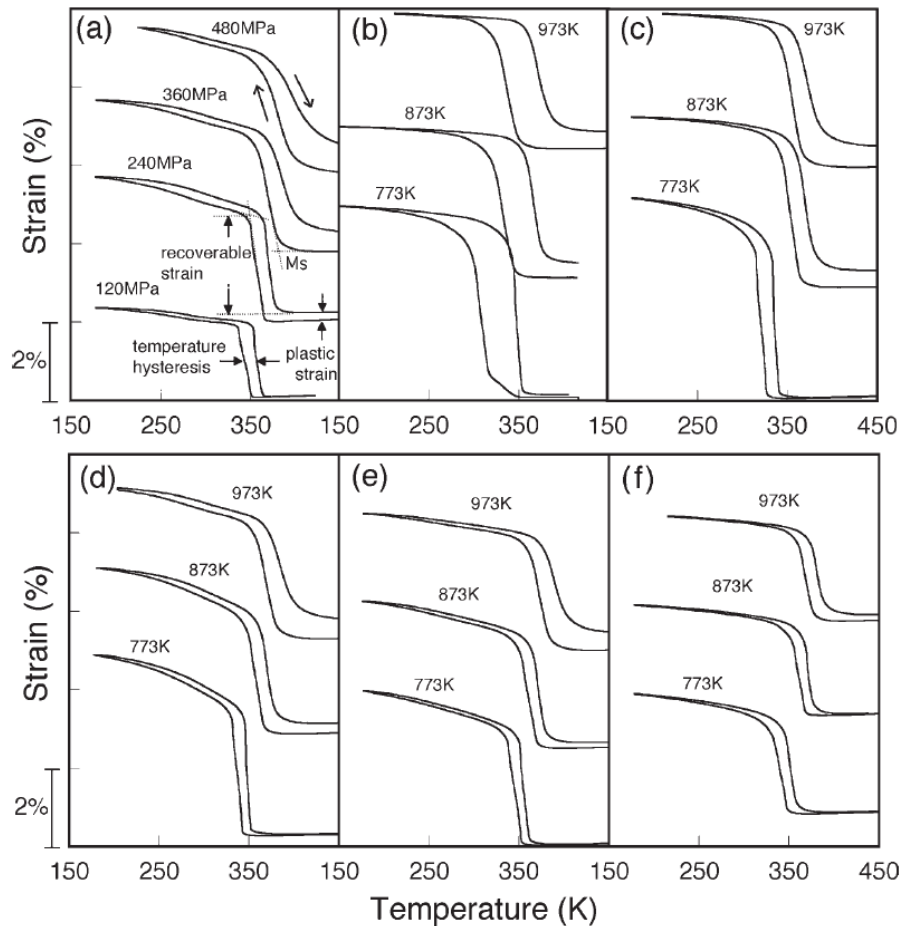 (a)
480MPa
360MPa
240MPa
recoverable
strain
Ms
120MPa
temperature
hysteresis
plastic
strain
(b)
973K
873K
773K
(c)
973K
873K
773K
Strain (%)
2%
150 250 350 150 250 350 150 250 350 450
(d)
973K
873K
773K
(e)
973K
873K
773K
(f)
973K
873K
773K
Strain (%)
2%
150 250 350 150 250 350 150 250 350 450
Temperature (K)